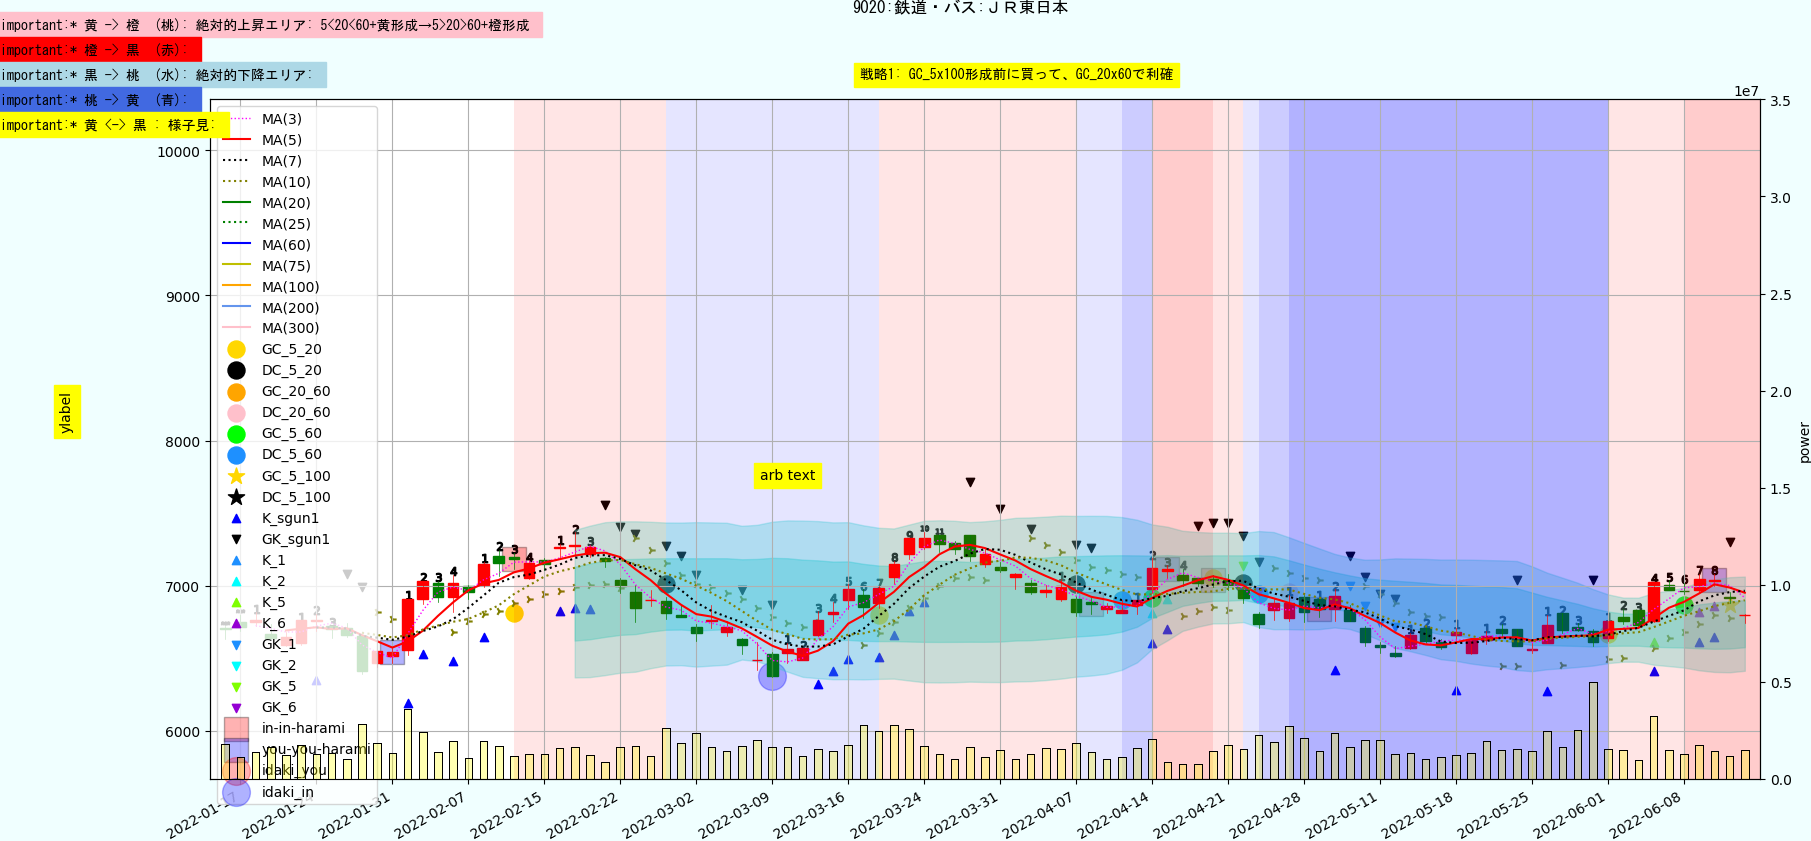 9020:鉄道・バス:ＪＲ東日本
important:* 黄 -> 橙 （桃）: 絶対的上昇エリア: 5<20<60+黄形成→5>20>60+橙形成
important:* 橙 -> 黒 （赤）:
important:* 黒 -> 桃 （水）: 絶対的下降エリア:
戦略1: GC_5x100形成前に買って、GC_20x60で利確
important:* 桃 -> 黄 （青）:
important:* 黄 <-> 黒 : 様子見:
1e7
MA(3)
MA(5)
MA(7)
MA(10)
MA(20)
MA(25)
MA(60)
MA(75)
MA(100)
MA(200)
MA(300)
GC_5_20
DC_5_20
GC_20_60
DC_20_60
GC_5_60
DC_5_60
GC_5_100
DC_5_100
K_sgun1
GK_sgun1
K_1
K_2
K_5
K_6
GK_1
GK_2
GK_5
GK_6
in-in-harami
you-you-harami
idaki_you
idaki_in
10000
9000
8000
7000
6000
ylabel
arb text
3.5
3.0
2.5
2.0
1.5
1.0
0.5
0.0
power
2022-01-17
2022-01-24
2022-01-31
2022-02-07
2022-02-15
2022-02-22
2022-03-02
2022-03-09
2022-03-16
2022-03-24
2022-03-31
2022-04-07
2022-04-14
2022-04-21
2022-04-28
2022-05-11
2022-05-18
2022-05-25
2022-06-01
2022-06-08